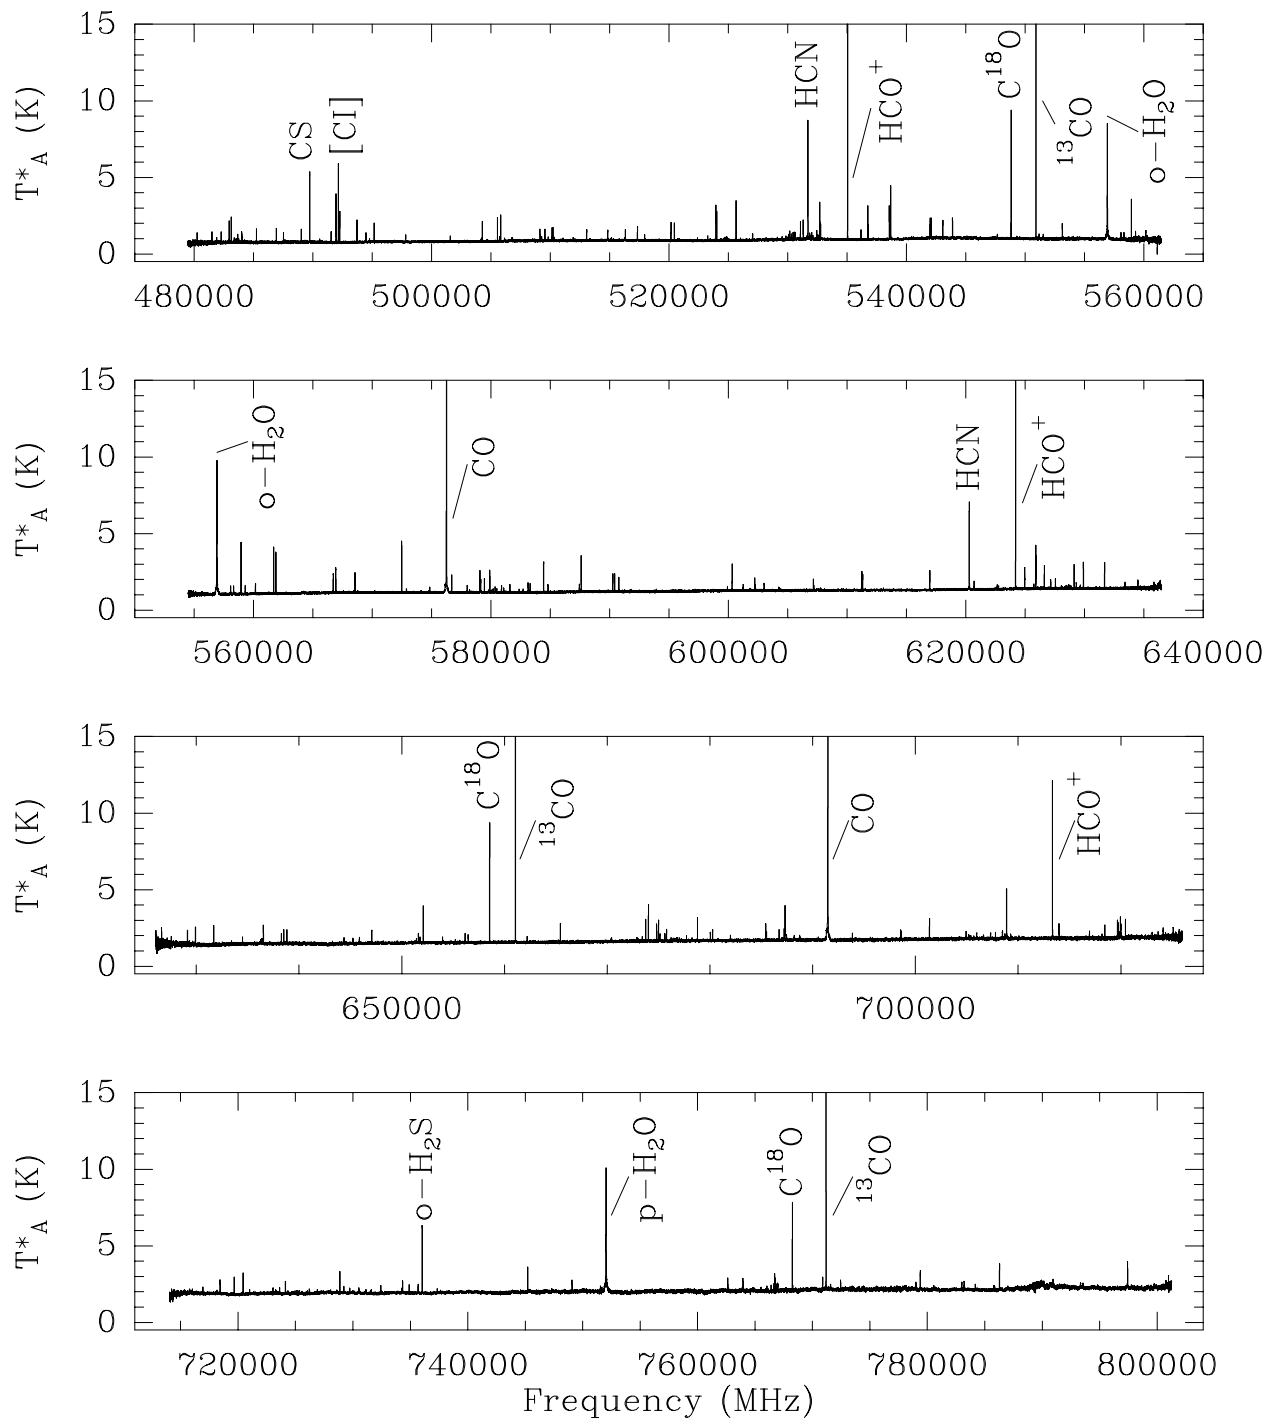 15
10
5
0
T*A (K)
CS
[CI]
HCN
HCO+
C18O
13CO
o−H2O
480000 500000 520000 540000 560000
15
10
5
0
T*A (K)
o−H2O
CO
HCN
HCO+
560000 580000 600000 620000 640000
15
10
5
0
T*A (K)
C18O
13CO
CO
HCO+
650000 700000
15
10
5
0
T*A (K)
o−H2S
p−H2O
C18O
13CO
720000 740000 760000 780000 800000
Frequency (MHz)